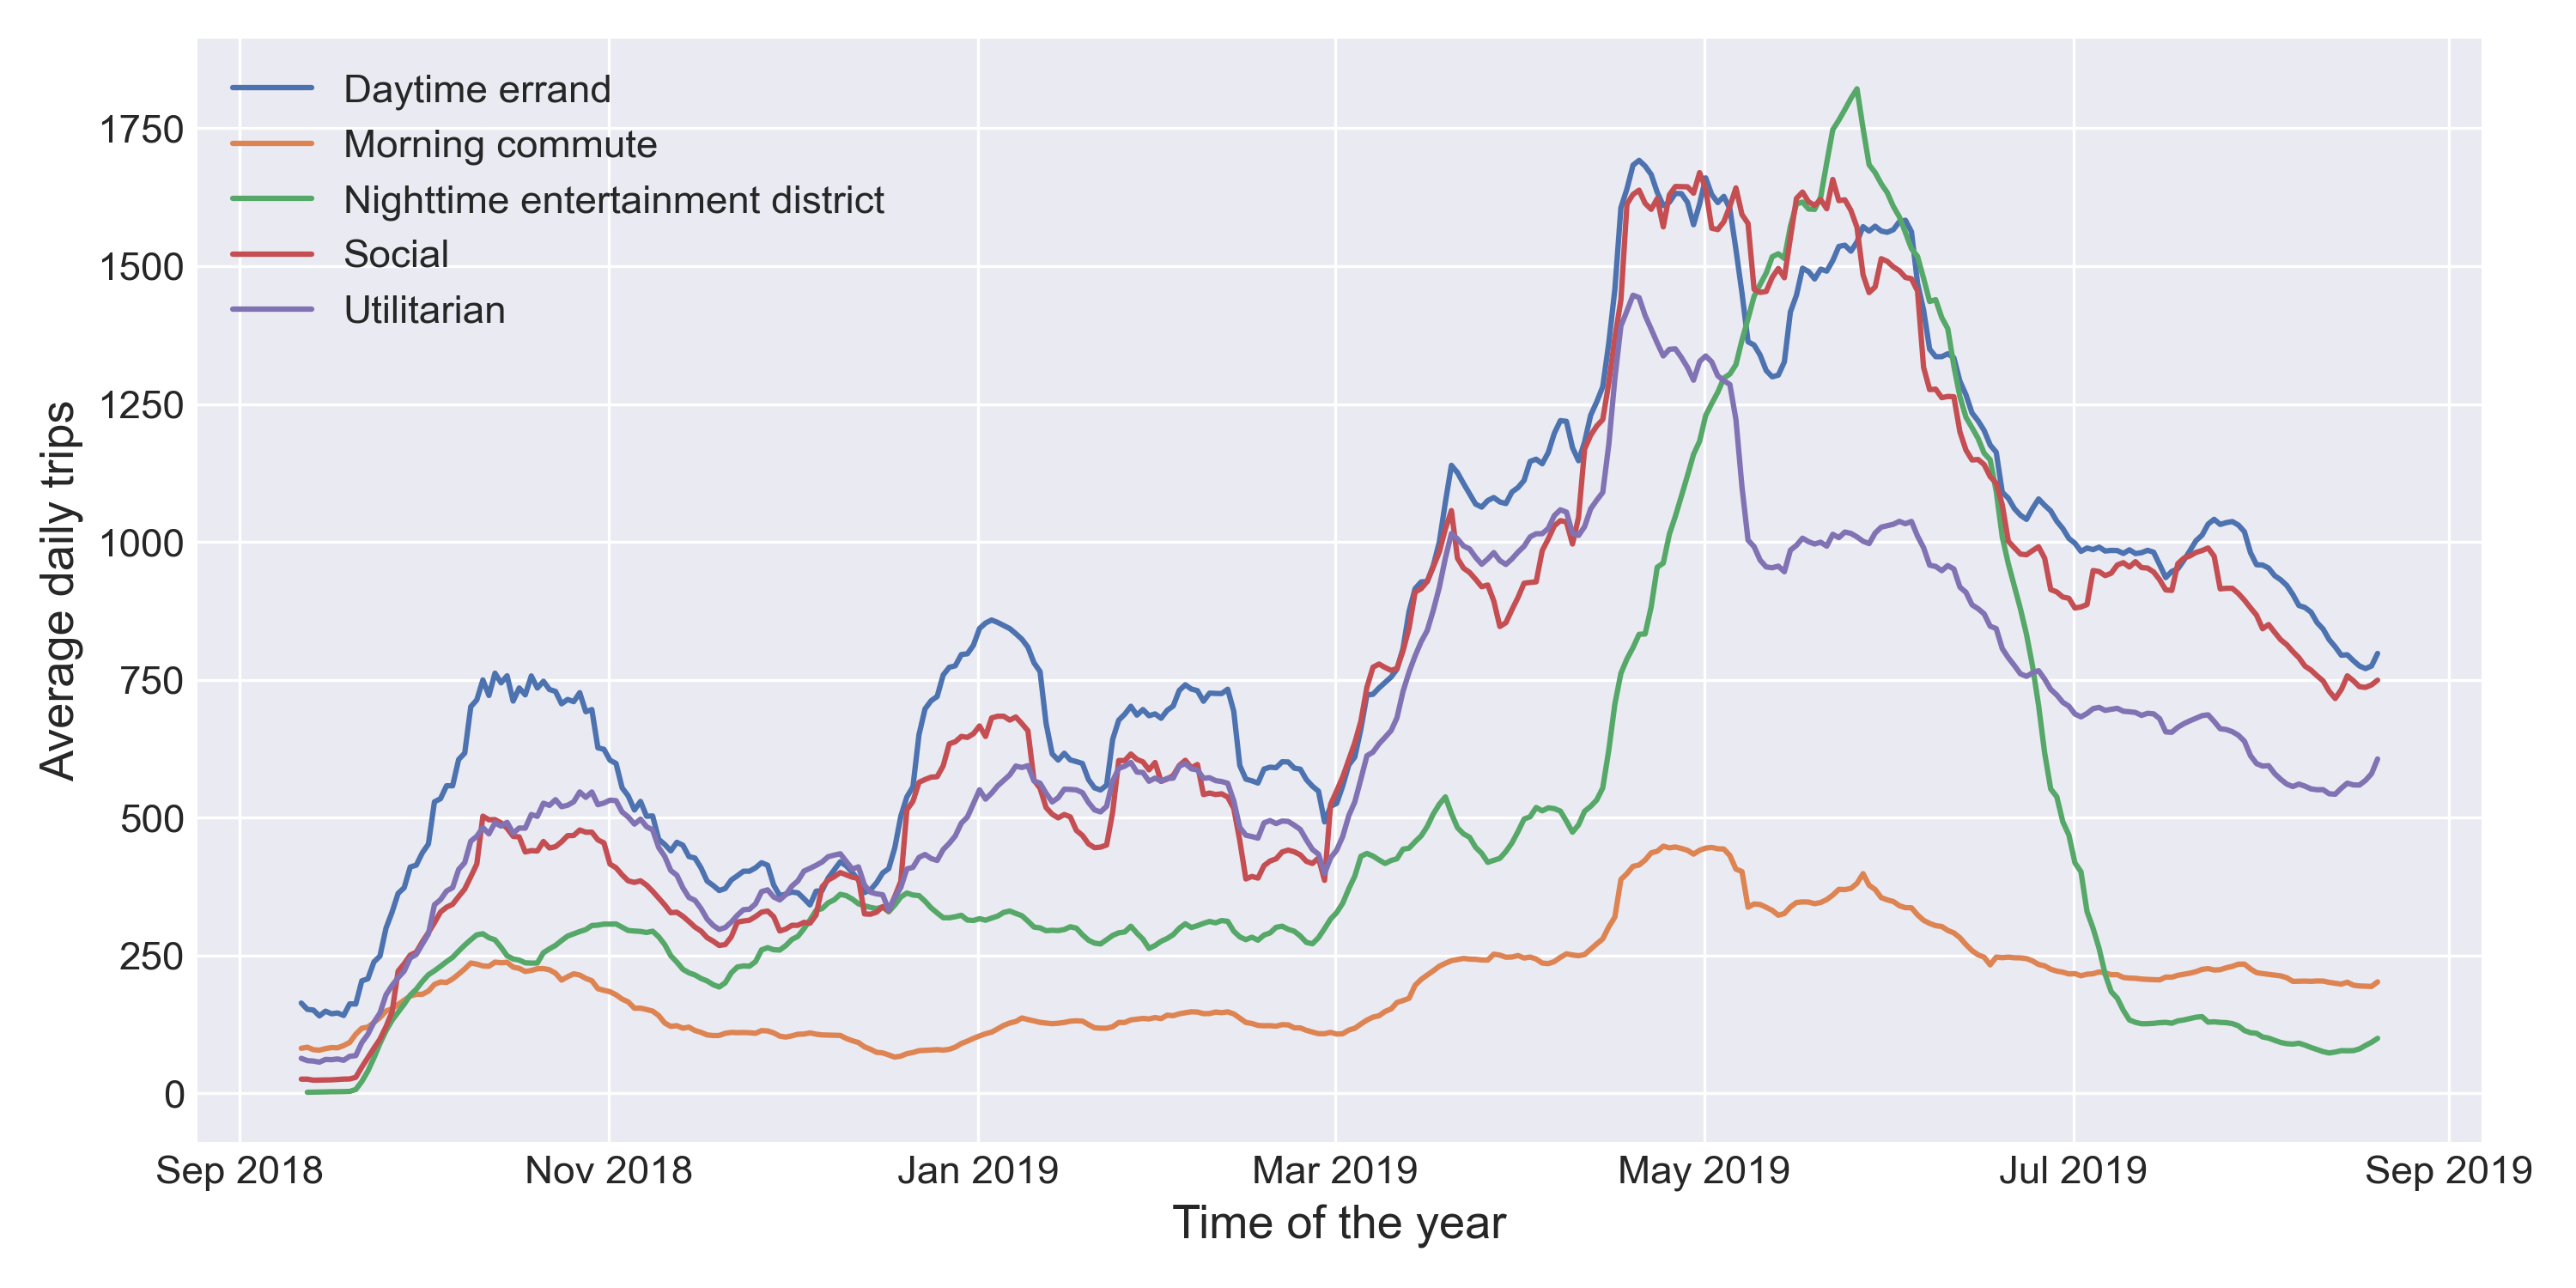 Daytime errand
Morning commute
Nighttime entertainment district
Social
Utilitarian
Average daily trips
1750
1500
1250
1000
750
500
250
0
Sep 2018 Nov 2018 Jan 2019 Mar 2019 May 2019 Jul 2019 Sep 2019
Time of the year